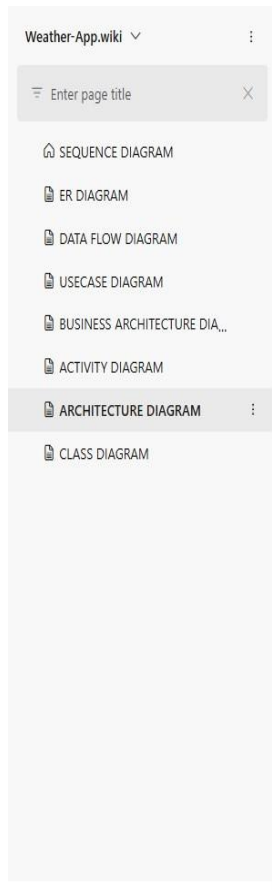 Weather-App.wiki
Enter page title
SEQUENCE DIAGRAM
ER DIAGRAM
DATA FLOW DIAGRAM
USECASE DIAGRAM
BUSINESS ARCHITECTURE DIA...
ACTIVITY DIAGRAM
ARCHITECTURE DIAGRAM
CLASS DIAGRAM